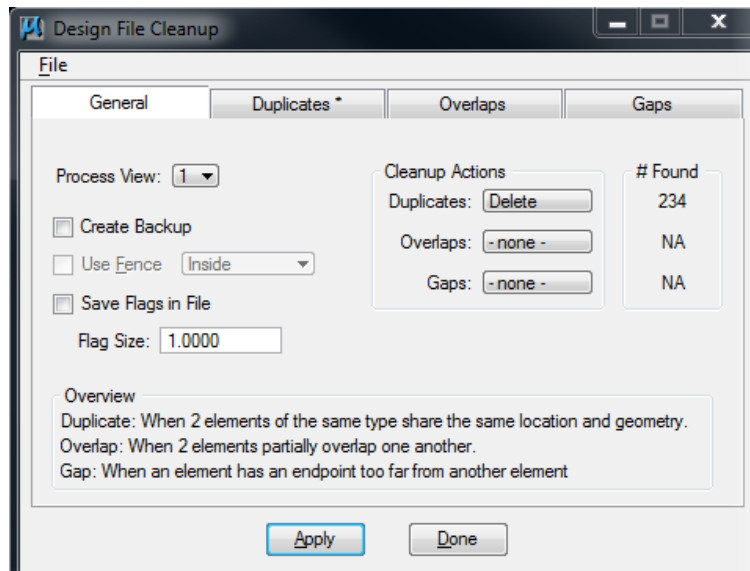 Design File Cleanup
File
General Duplicates * Overlaps Gaps
Process View: 1
Create Backup
Use Fence Inside
Save Flags in File
Flag Size: 1.0000
Cleanup Actions
Duplicates: Delete
Overlaps: - none -
Gaps: - none -
# Found
234
NA
NA
Overview
Duplicate: When 2 elements of the same type share the same location and geometry.
Overlap: When 2 elements partially overlap one another.
Gap: When an element has an endpoint too far from another element
Apply Done